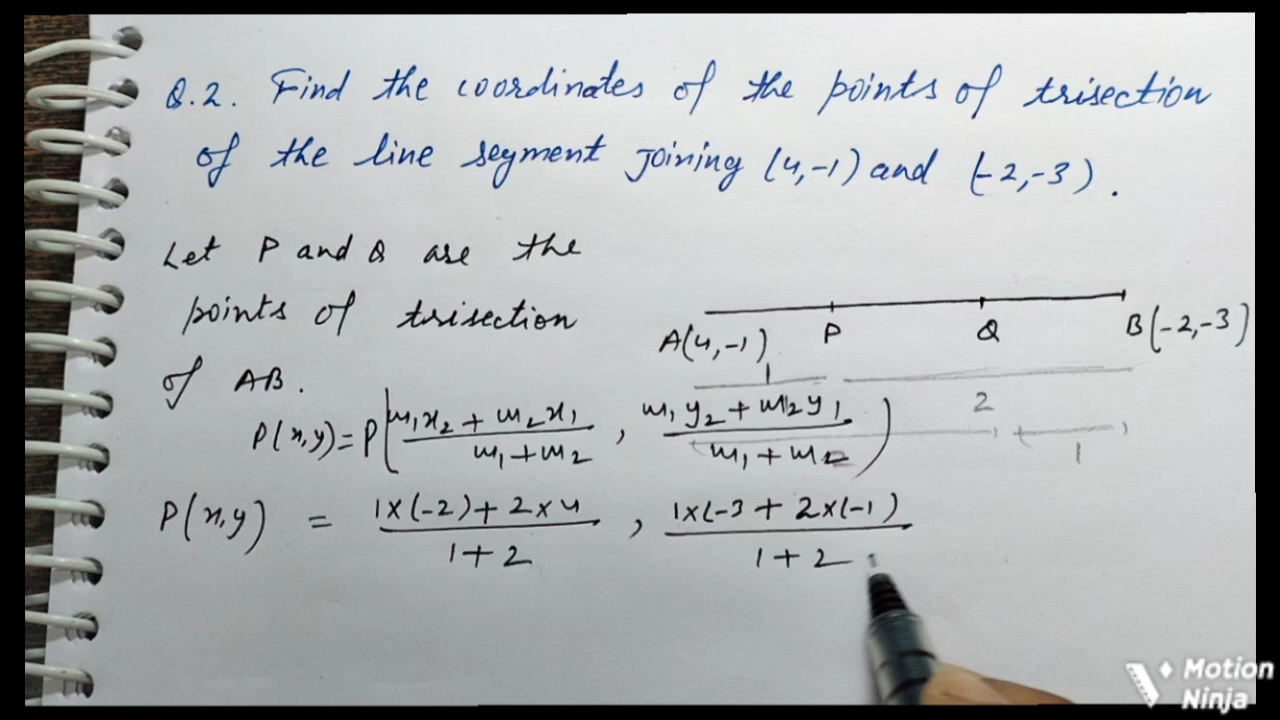 Q.2. Find the coordinates of the points of trisection
of the line segment joining (4,-1) and (-2,-3).
Let P and Q are the
points of trisection
of AB.
A(4,-1) P Q B(-2,-3)
1 2
1
P(x,y)=P(m₁x₂+m₂x₁/m₁+m₂, m₁y₂+m₂y₁/m₁+m₂)
P(x,y) = 1×(-2)+2×4/1+2, 1×(-3+2×(-1)/1+2
Motion
Ninja